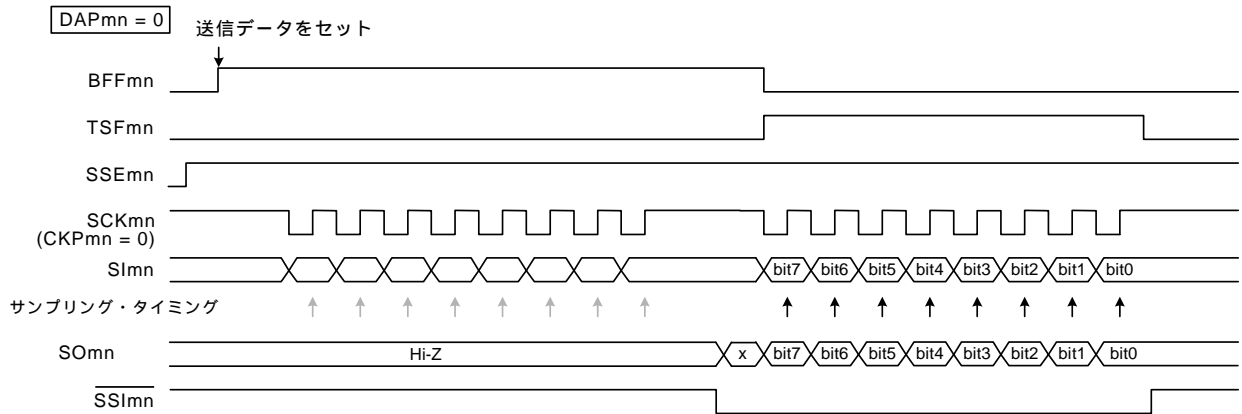 DAPmn = 0
送信データをセット
BFFmn
TSFmn
SSEmn
SCKmn
(CKPmn = 0)
SImn bit7 bit6 bit5 bit4 bit3 bit2 bit1 bit0
サンプリング・タイミング
SOmn Hi-Z x bit7 bit6 bit5 bit4 bit3 bit2 bit1 bit0
SSImn